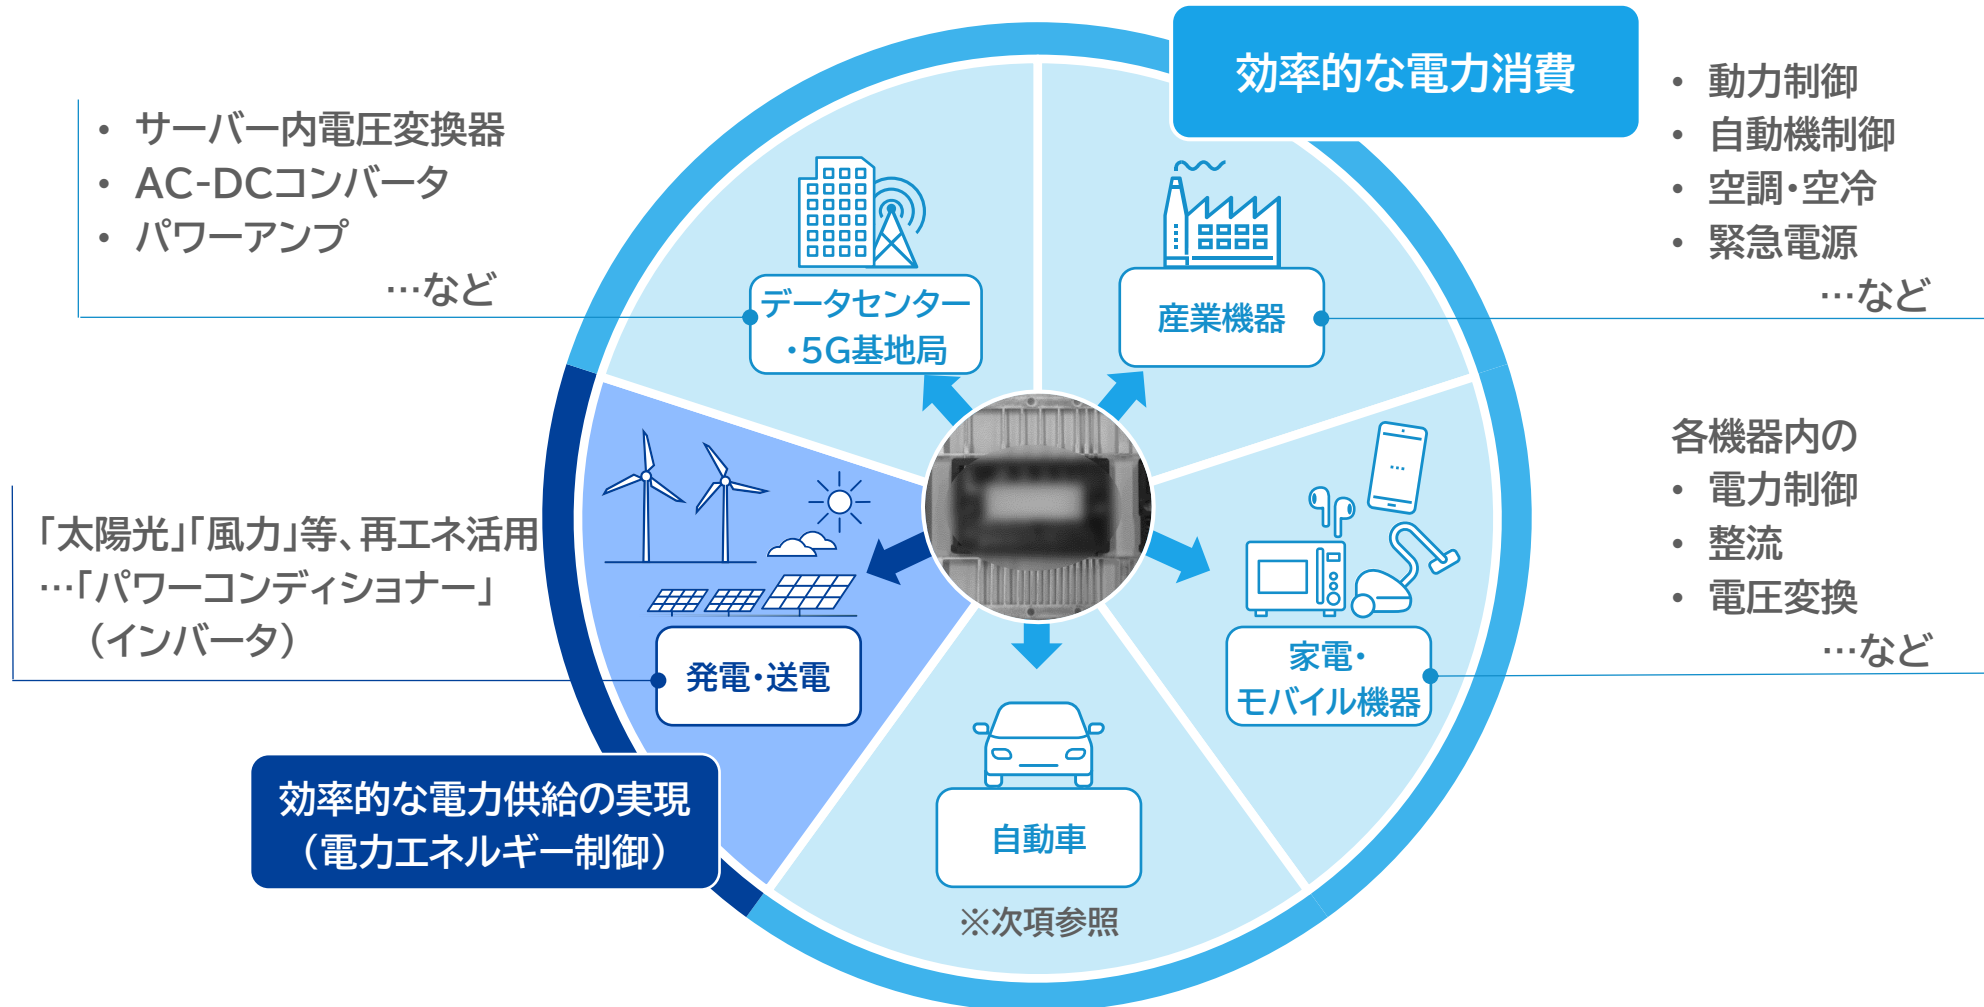 効率的な電力消費
• サーバー内電圧変換器
• AC-DCコンバータ
• パワーアンプ
…など
データセンター
・5G基地局
• 動力制御
• 自動機制御
• 空調・空冷
• 緊急電源
…など
産業機器
「太陽光」「風力」等、再エネ活用
…「パワーコンディショナー」
（インバータ）
発電・送電
各機器内の
• 電力制御
• 整流
• 電圧変換
…など
家電・
モバイル機器
効率的な電力供給の実現
（電力エネルギー制御）
自動車
※次項参照